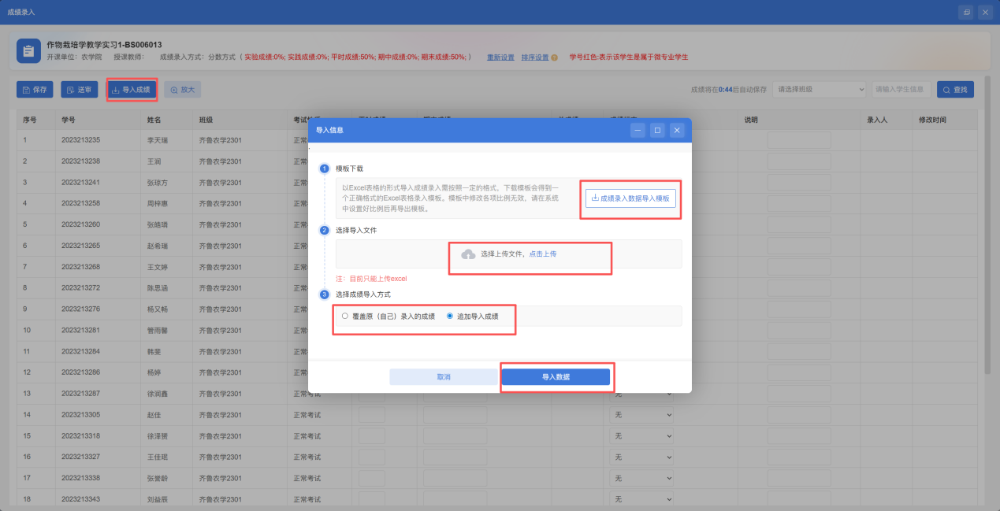 成绩录入
作物栽培学教学实习1-BS006013
开课单位: 农学院 授课教师: 成绩录入方式: 分数方式 ( 实验成绩:0%; 实践成绩:0%; 平时成绩:50%; 期中成绩:0%; 期末成绩:50%; ) 重新设置 排序设置 学号红色:表示该学生是属于微专业学生
保存 送审 导入成绩 放大 成绩将在0:44后自动保存 请选择班级 请输入学生信息 查找
序号 学号 姓名 班级 说明 录入人 修改时间
导入信息
模板下载
以Excel表格的形式导入成绩录入需按照一定的格式，下载模板会得到一
个正确格式的Excel表格录入模板。模板中修改各项比例无效，请在系统
中设置好比例后再导出模板。
成绩录入数据导入模板
选择导入文件
选择上传文件，点击上传
注：目前只能上传excel
选择成绩导入方式
覆盖原（自己）录入的成绩 追加导入成绩
取消 导入数据
1 2023213235 李天瑞 齐鲁农学2301 正常
2 2023213238 王润 齐鲁农学2301 正常
3 2023213241 张琼方 齐鲁农学2301 正常
4 2023213258 周梓惠 齐鲁农学2301 正常
5 2023213260 张皓 齐鲁农学2301 正常
6 2023213265 赵希瑞 齐鲁农学2301 正常
7 2023213268 王文婷 齐鲁农学2301 正常
8 2023213272 陈思涵 齐鲁农学2301 正常
9 2023213276 杨又畅 齐鲁农学2301 正常
10 2023213281 管雨馨 齐鲁农学2301 正常
11 2023213284 韩雯 齐鲁农学2301 正常
12 2023213286 杨婷 齐鲁农学2301 正常
13 2023213287 徐润鑫 齐鲁农学2301 正常考试 无
14 2023213305 赵佳 齐鲁农学2301 正常考试 无
15 2023213318 徐泽赟 齐鲁农学2301 正常考试 无
16 2023213327 王佳珉 齐鲁农学2301 正常考试 无
17 2023213338 张誉龄 齐鲁农学2301 正常考试 无
18 2023213343 刘益辰 齐鲁农学2301 正常考试 无